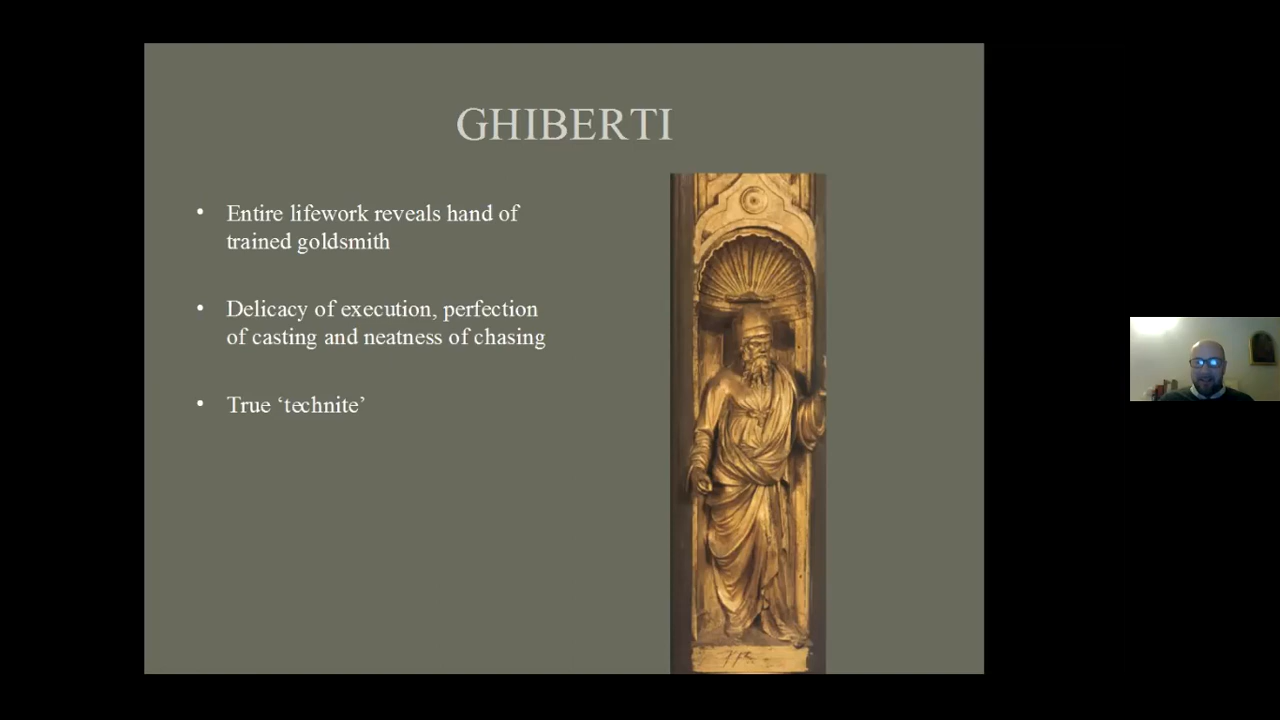 GHIBERTI
• Entire lifework reveals hand of
trained goldsmith
• Delicacy of execution, perfection
of casting and neatness of chasing
• True ‘technite’